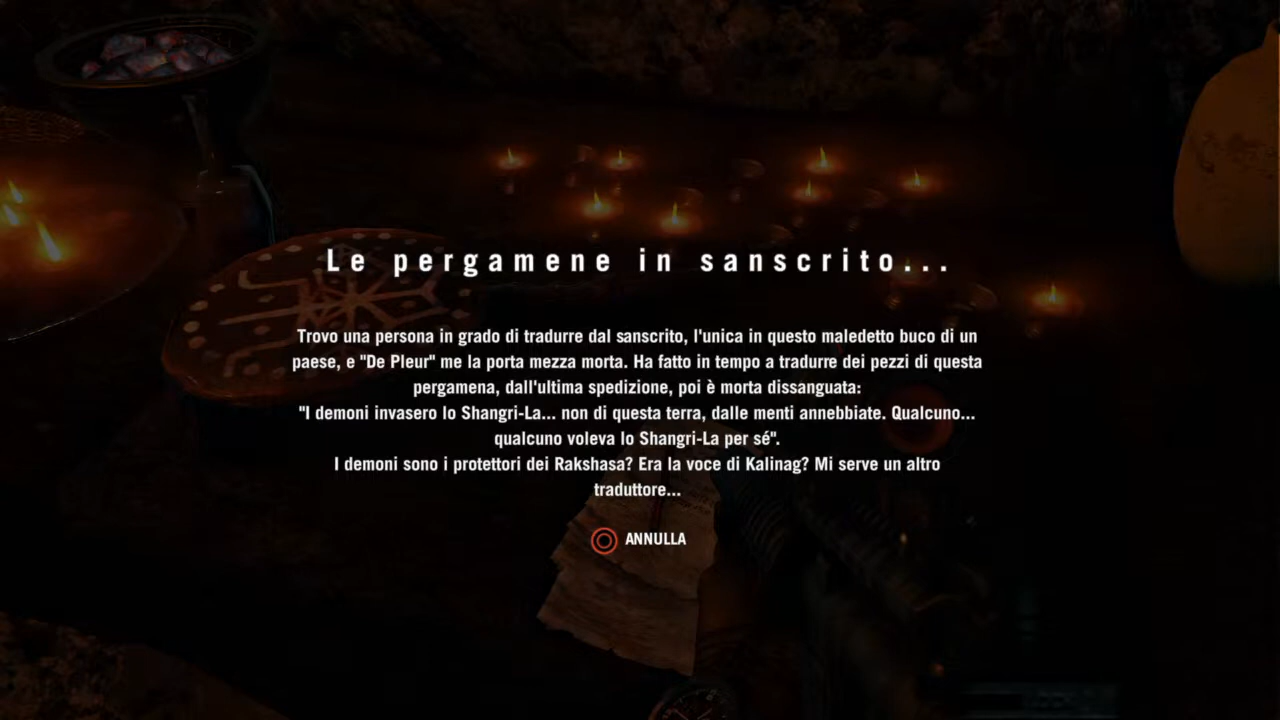 Le pergamene in sanscrito...
Trovo una persona in grado di tradurre dal sanscrito, l'unica in questo maledetto buco di un
paese, e "De Pleur" me la porta mezza morta. Ha fatto in tempo a tradurre dei pezzi di questa
pergamena, dall'ultima spedizione, poi è morta dissanguata:
"I demoni invasero lo Shangri-La... non di questa terra, dalle menti annebbiate. Qualcuno...
qualcuno voleva lo Shangri-La per sé".
I demoni sono i protettori dei Rakshasa? Era la voce di Kalinag? Mi serve un altro
traduttore...
ANNULLA